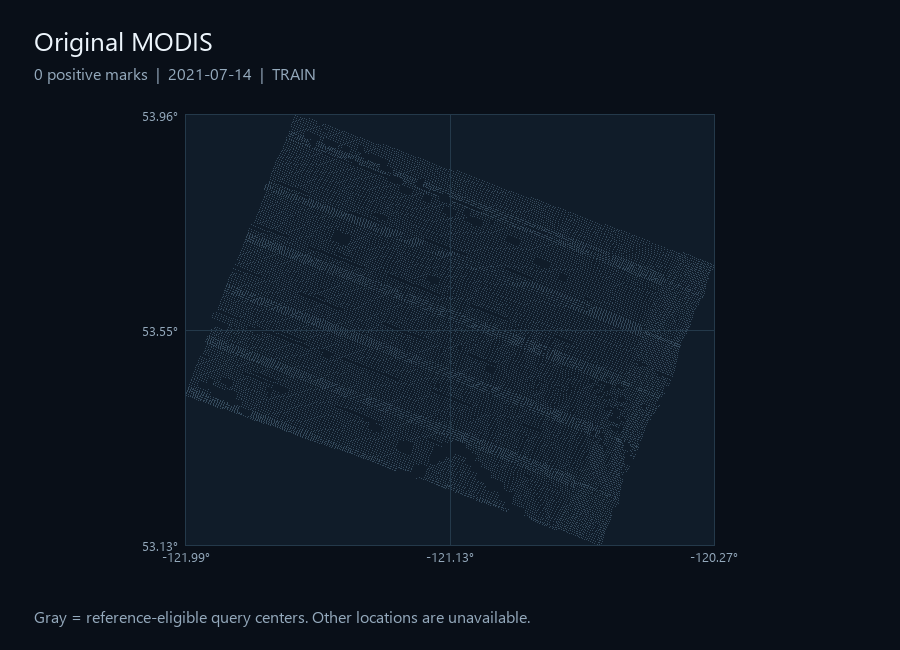 Original MODIS
0 positive marks | 2021-07-14 | TRAIN
53.96°
53.55°
53.13°
-121.99°
-121.13°
-120.27°
Gray = reference-eligible query centers. Other locations are unavailable.